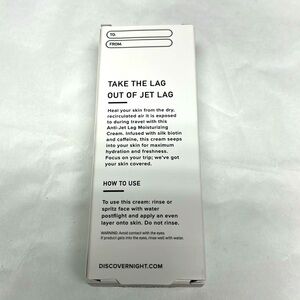 TO:
FROM:
TAKE THE LAG
OUT OF JET LAG
Heal your skin from the dry,
recirculated air it is exposed
to during travel with this
Anti-Jet Lag Moisturizing
Cream. Infused with silk biotin
and caffeine, this cream seeps
into your skin for maximum
hydration and freshness.
Focus on your trip; we've got
your skin covered.
HOW TO USE
To use this cream: rinse or
spritz face with water
postflight and apply an even
layer onto skin. Do not rinse.
WARNING: Avoid contact with the eyes.
If product gets into the eyes, rinse well with water.
DISCOVERNIGHT.COM